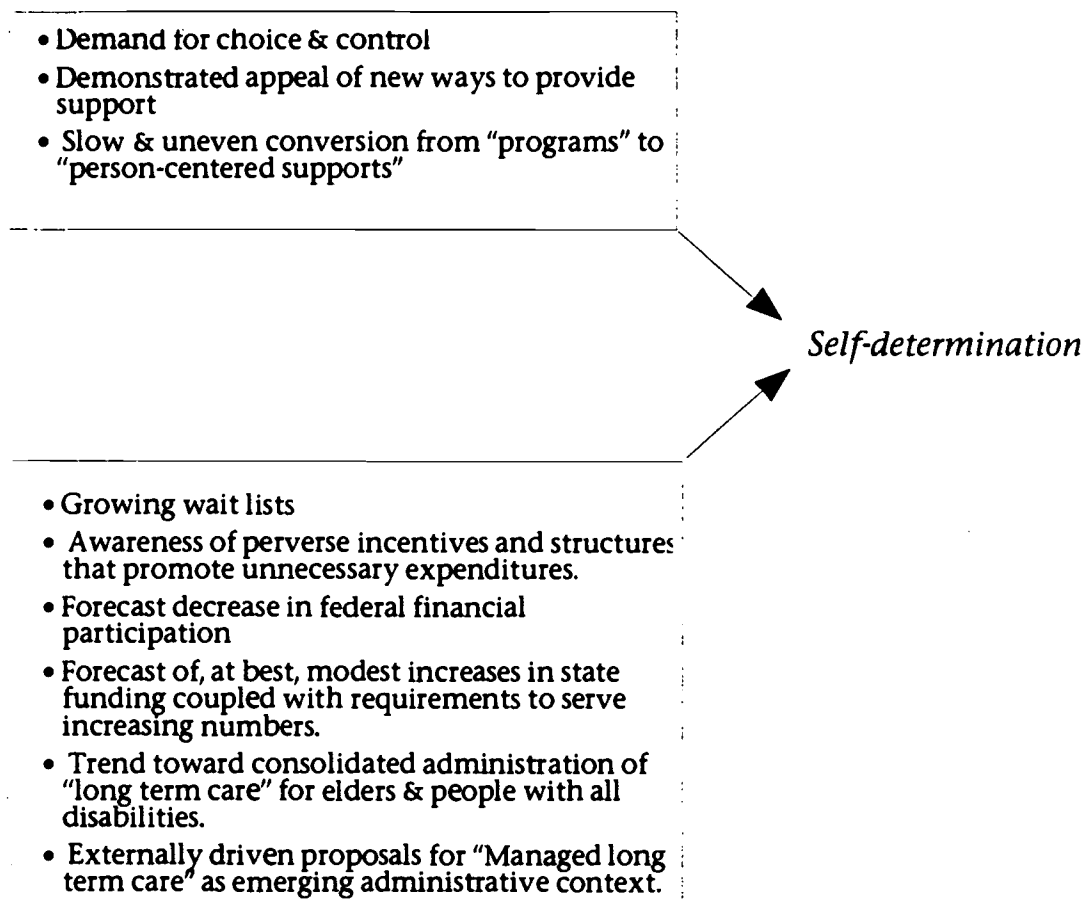 • Demand for choice & control
• Demonstrated appeal of new ways to provide
support
• Slow & uneven conversion from “programs” to
“person-centered supports”
Self-determination
• Growing wait lists
• Awareness of perverse incentives and structures
that promote unnecessary expenditures.
• Forecast decrease in federal financial
participation
• Forecast of, at best, modest increases in state
funding coupled with requirements to serve
increasing numbers.
• Trend toward consolidated administration of
“long term care” for elders & people with all
disabilities.
• Externally driven proposals for “Managed long
term care” as emerging administrative context.